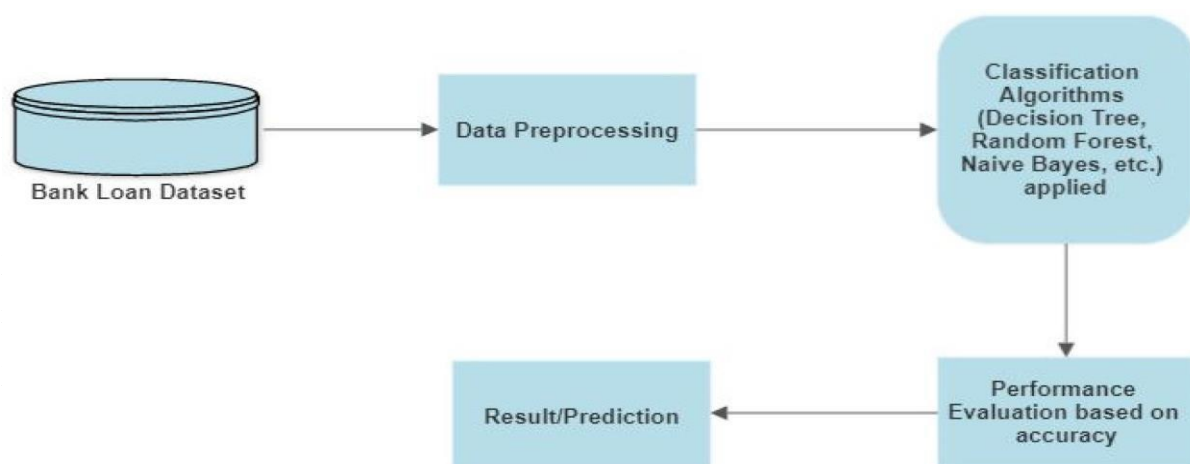 Bank Loan Dataset
Data Preprocessing
Classification
Algorithms
(Decision Tree,
Random Forest,
Naive Bayes, etc.)
applied
Performance
Evaluation based on
accuracy
Result/Prediction